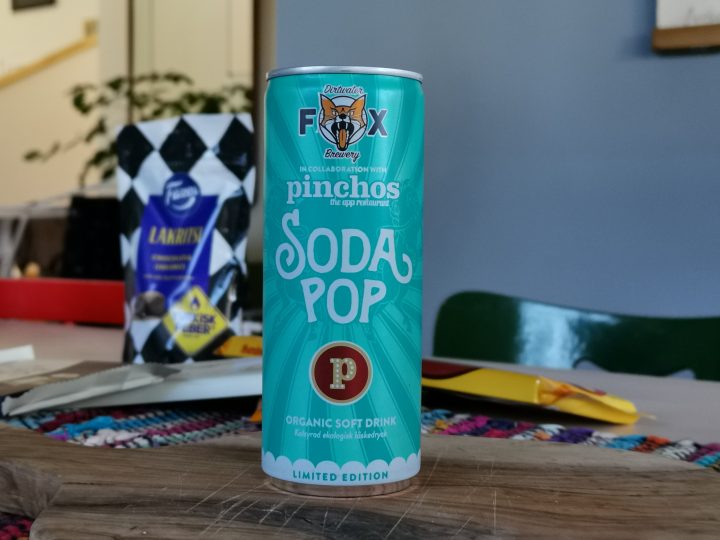 Dirtwater
FOX
Brewery
IN COLLABORATION WITH
pinchos
the app restaurant
SODA
POP
P
ORGANIC SOFT DRINK
Kolsyrad ekologisk läskedryck
LIMITED EDITION
Fazer
LAKRITSI